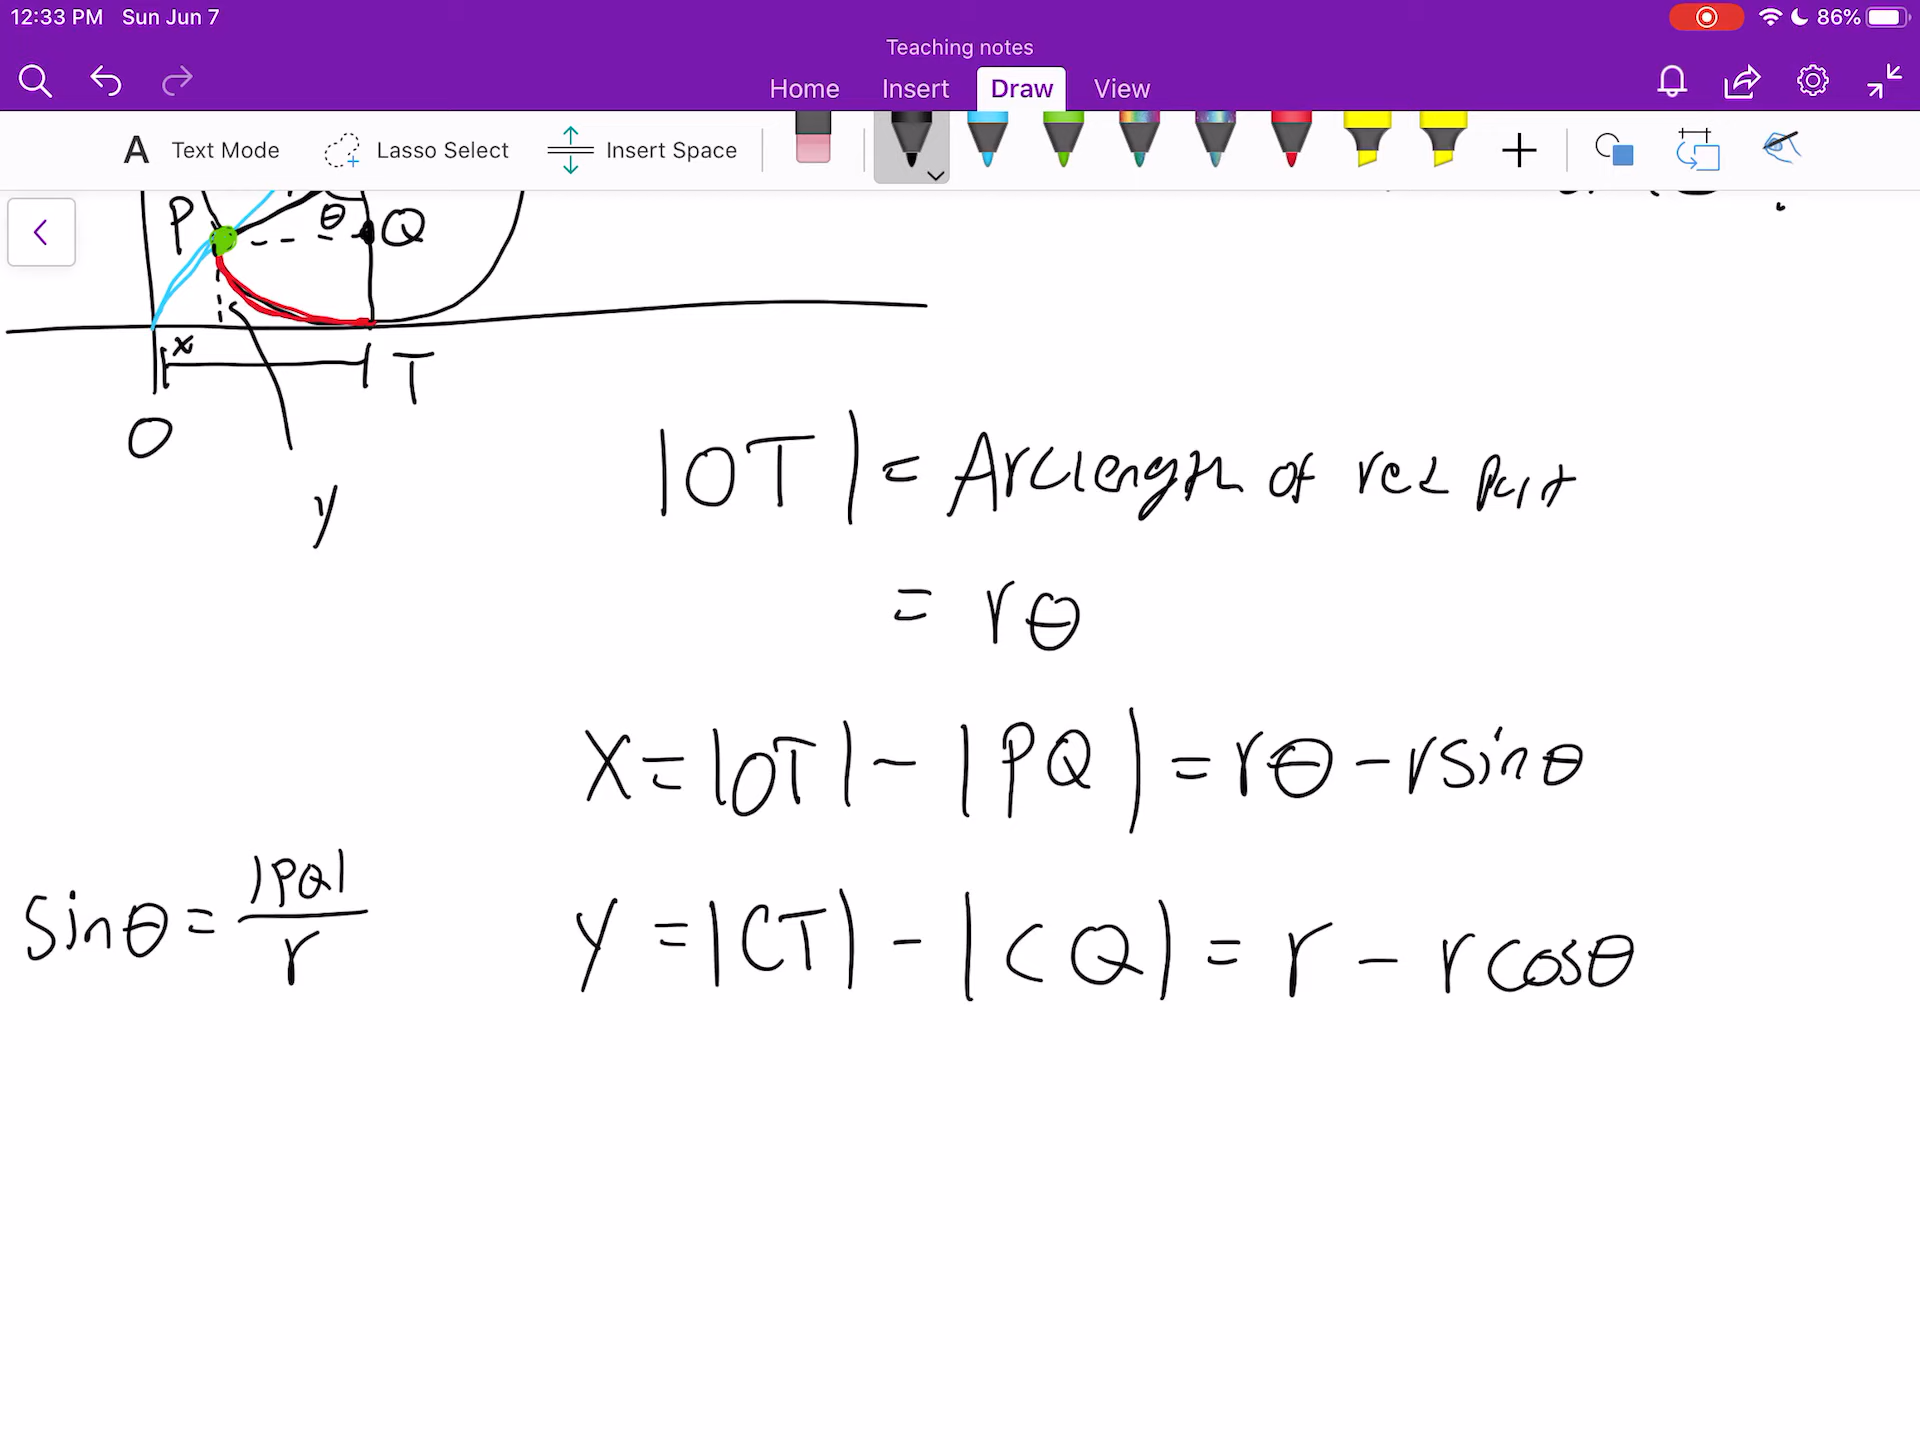 12:33 PM Sun Jun 7
86%
Teaching notes
Home Insert Draw View
A Text Mode Lasso Select Insert Space
P θ Q
x
T
O
y
|OT| = Arclength of red part
= rθ
x = |OT| - |PQ| = rθ - rsinθ
sinθ = |PQ| / r
y = |CT| - |CQ| = r - rcosθ